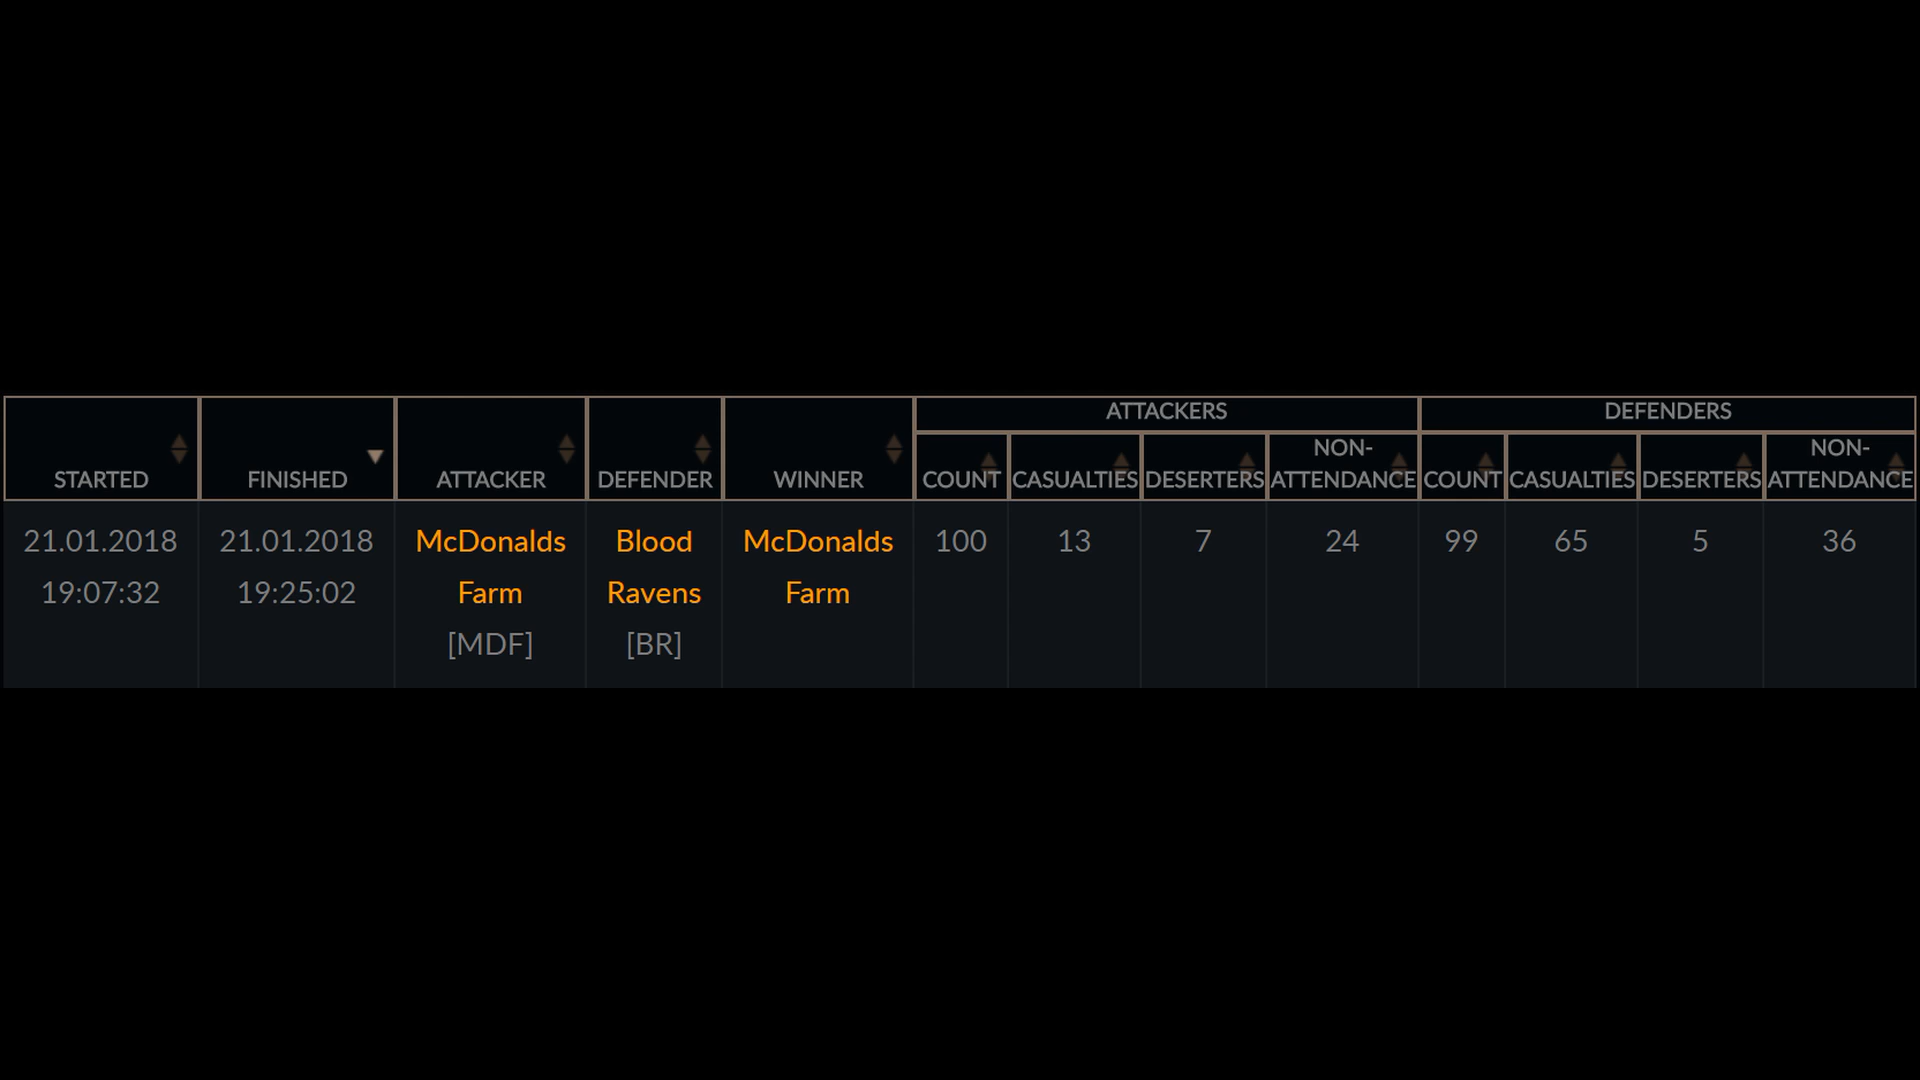 ATTACKERS DEFENDERS
NON- NON-
STARTED FINISHED ATTACKER DEFENDER WINNER COUNT CASUALTIES DESERTERS ATTENDANCE COUNT CASUALTIES DESERTERS ATTENDANCE
21.01.2018 21.01.2018 McDonalds Blood McDonalds 100 13 7 24 99 65 5 36
19:07:32 19:25:02 Farm Ravens Farm
[MDF] [BR]